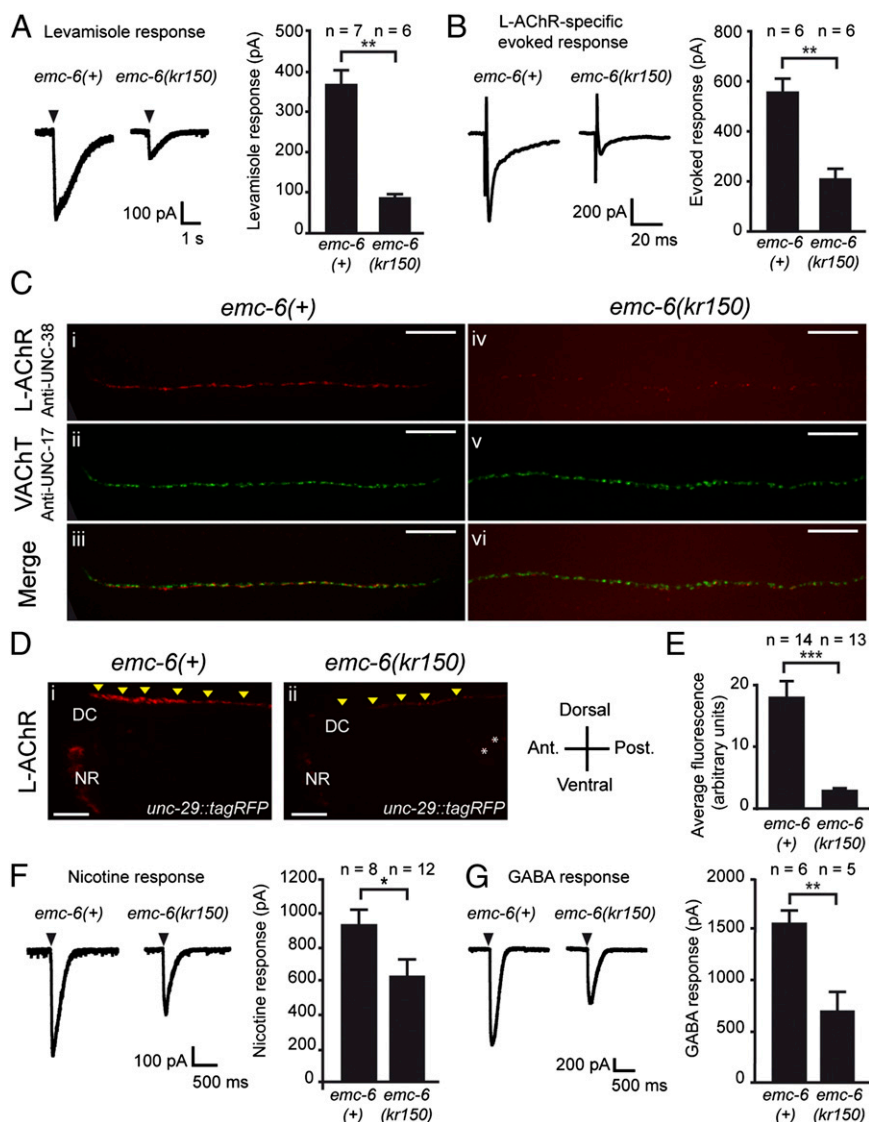 A
Levamisole response
emc-6(+)
emc-6(kr150)
100 pA
1 s
n = 7
n = 6
**
Levamisole response (pA)
500
400
300
200
100
0
emc-6
(+)
emc-6
(kr150)
B
L-AChR-specific
evoked response
emc-6(+)
emc-6(kr150)
200 pA
20 ms
n = 6
n = 6
**
Evoked response (pA)
800
600
400
200
0
emc-6
(+)
emc-6
(kr150)
C
emc-6(+)
emc-6(kr150)
L-AChR
Anti-UNC-38
i
iv
VAChT
Anti-UNC-17
ii
v
Merge
iii
vi
D
emc-6(+)
emc-6(kr150)
L-AChR
i
DC
NR
unc-29::tagRFP
ii
DC
*
*
NR
unc-29::tagRFP
Dorsal
Ant.
Post.
Ventral
E
n = 14
n = 13
***
Average fluorescence
(arbitrary units)
20
10
0
emc-6
(+)
emc-6
(kr150)
F
Nicotine response
emc-6(+)
emc-6(kr150)
100 pA
500 ms
n = 8
n = 12
*
Nicotine response (pA)
1200
1000
800
600
400
200
0
emc-6
(+)
emc-6
(kr150)
G
GABA response
emc-6(+)
emc-6(kr150)
200 pA
500 ms
n = 6
n = 5
**
GABA response (pA)
2000
1500
1000
500
0
emc-6
(+)
emc-6
(kr150)